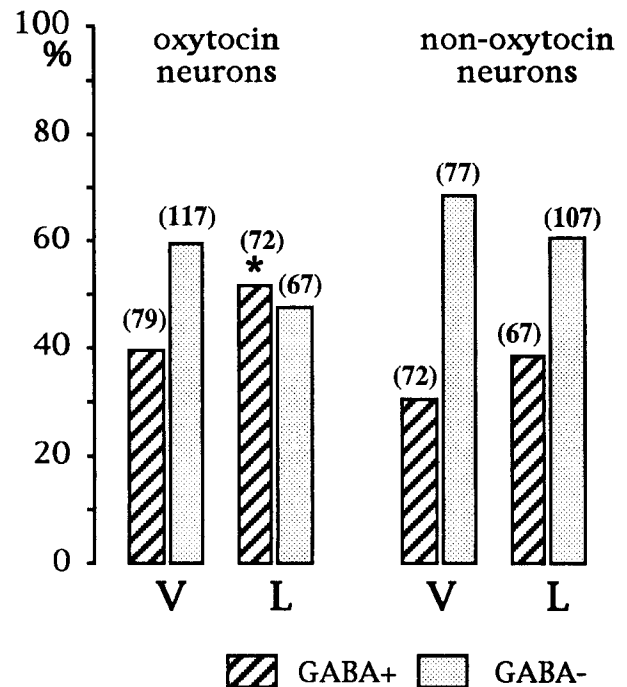 100
%
80
60
40
20
0
oxytocin
neurons
non-oxytocin
neurons
(79)
(117)
(72)
*
(67)
(72)
(77)
(67)
(107)
V
L
V
L
GABA+
GABA-